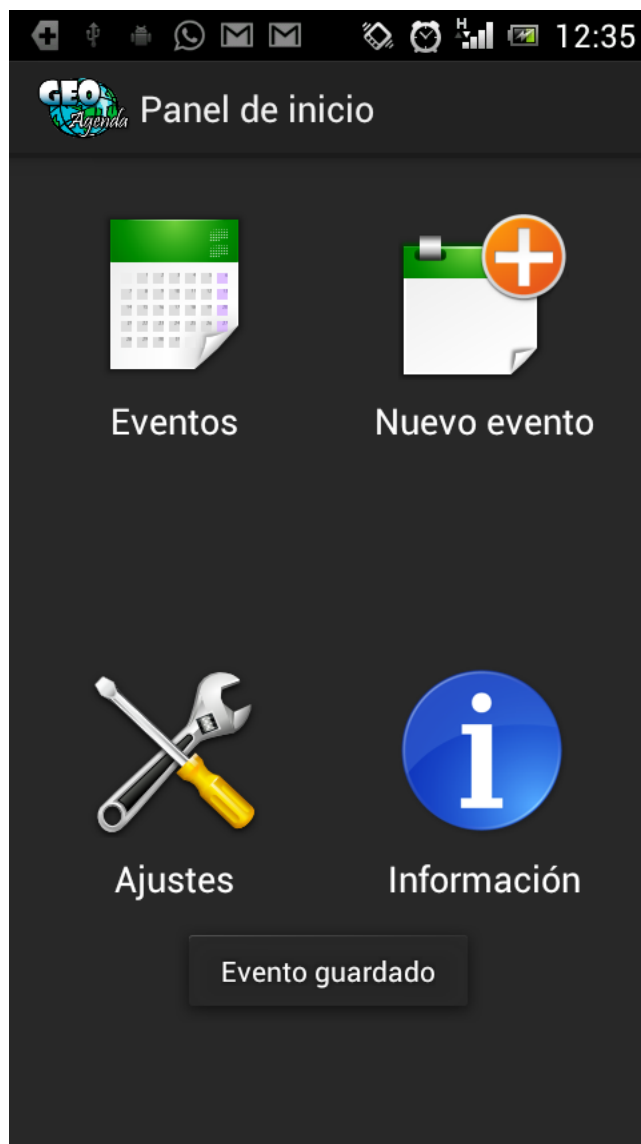 H
12:35
GEO
Agenda
Panel de inicio
Eventos
Nuevo evento
Ajustes
Información
Evento guardado